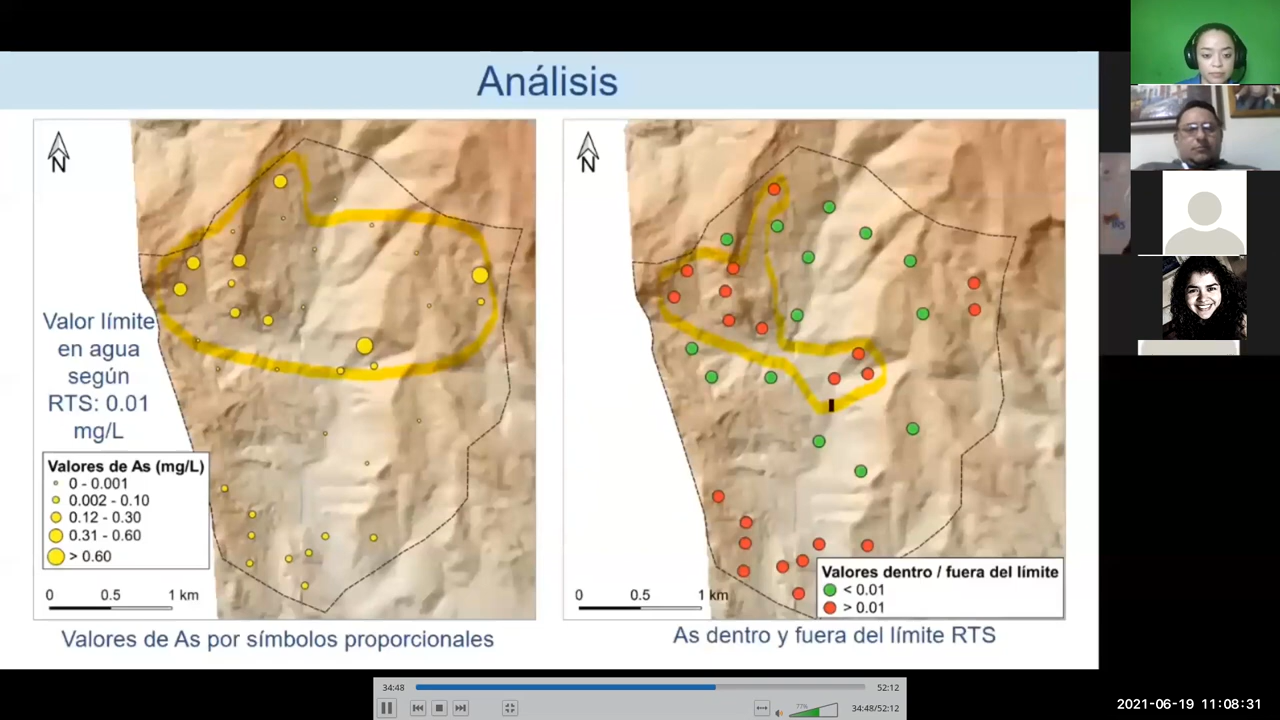 Análisis
N
Valor límite
en agua
según
RTS: 0.01
mg/L
Valores de As (mg/L)
0 - 0.001
0.002 - 0.10
0.12 - 0.30
0.31 - 0.60
> 0.60
0 0.5 1 km
Valores de As por símbolos proporcionales
N
Valores dentro / fuera del límite
< 0.01
> 0.01
0 0.5 1 km
As dentro y fuera del límite RTS
34:48 52:12
77%
34:48/52:12
2021-06-19 11:08:31